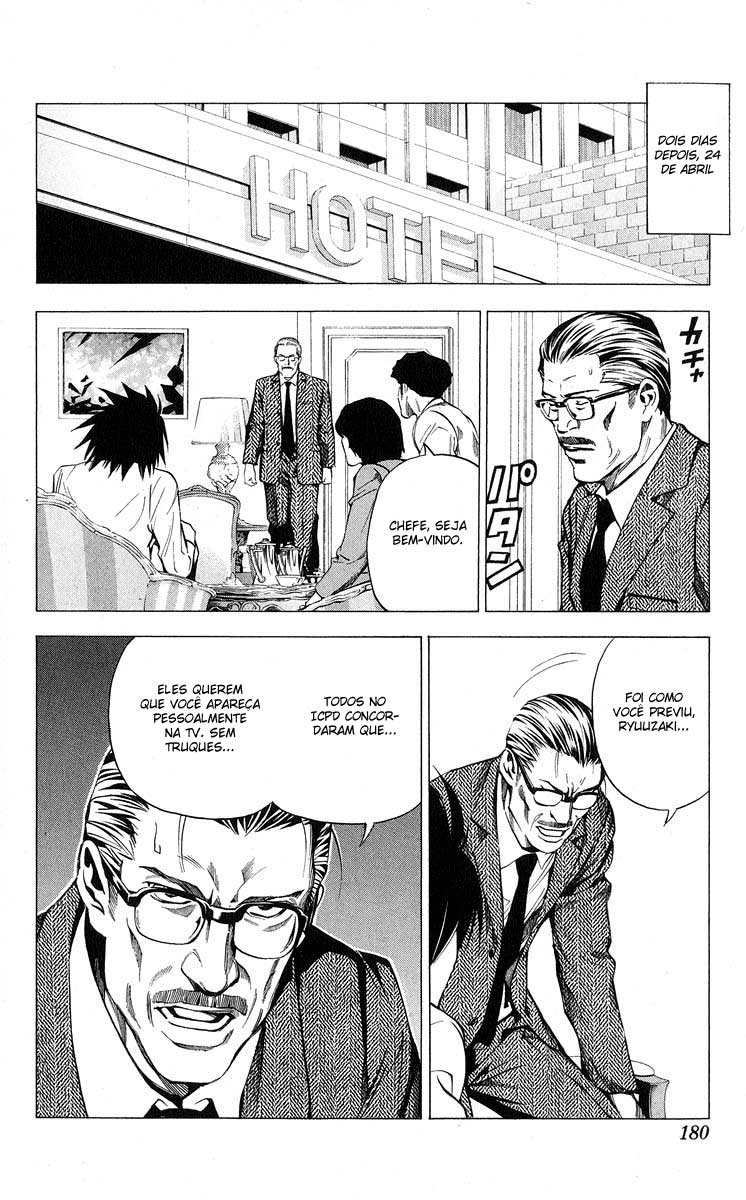 DOIS DIAS
DEPOIS, 24
DE ABRIL
HOTEL
カチャ
パタン
CHEFE, SEJA
BEM-VINDO.
FOI COMO
VOCÊ PREVIU,
RYUUZAKI...
TODOS NO
ICPD CONCOR-
DARAM QUE...
ELES QUEREM
QUE VOCÊ APAREÇA
PESSOALMENTE
NA TV. SEM
TRUQUES...
180